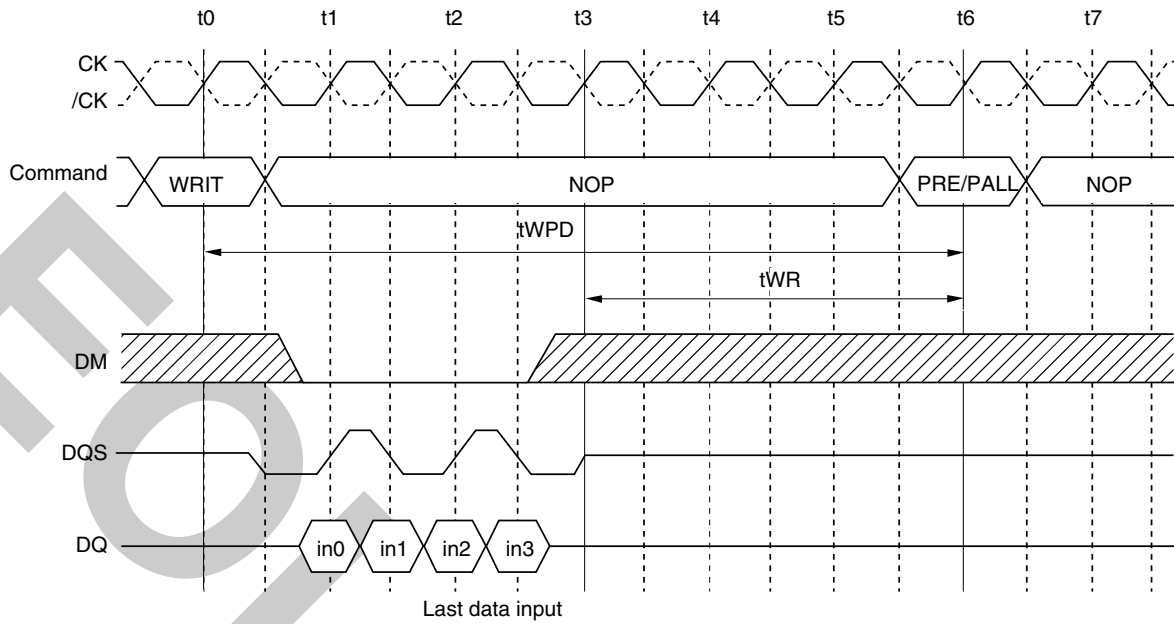 t0 t1 t2 t3 t4 t5 t6 t7
CK
/CK
Command WRIT NOP PRE/PALL NOP
tWPD
tWR
DM
DQS
DQ in0 in1 in2 in3
Last data input